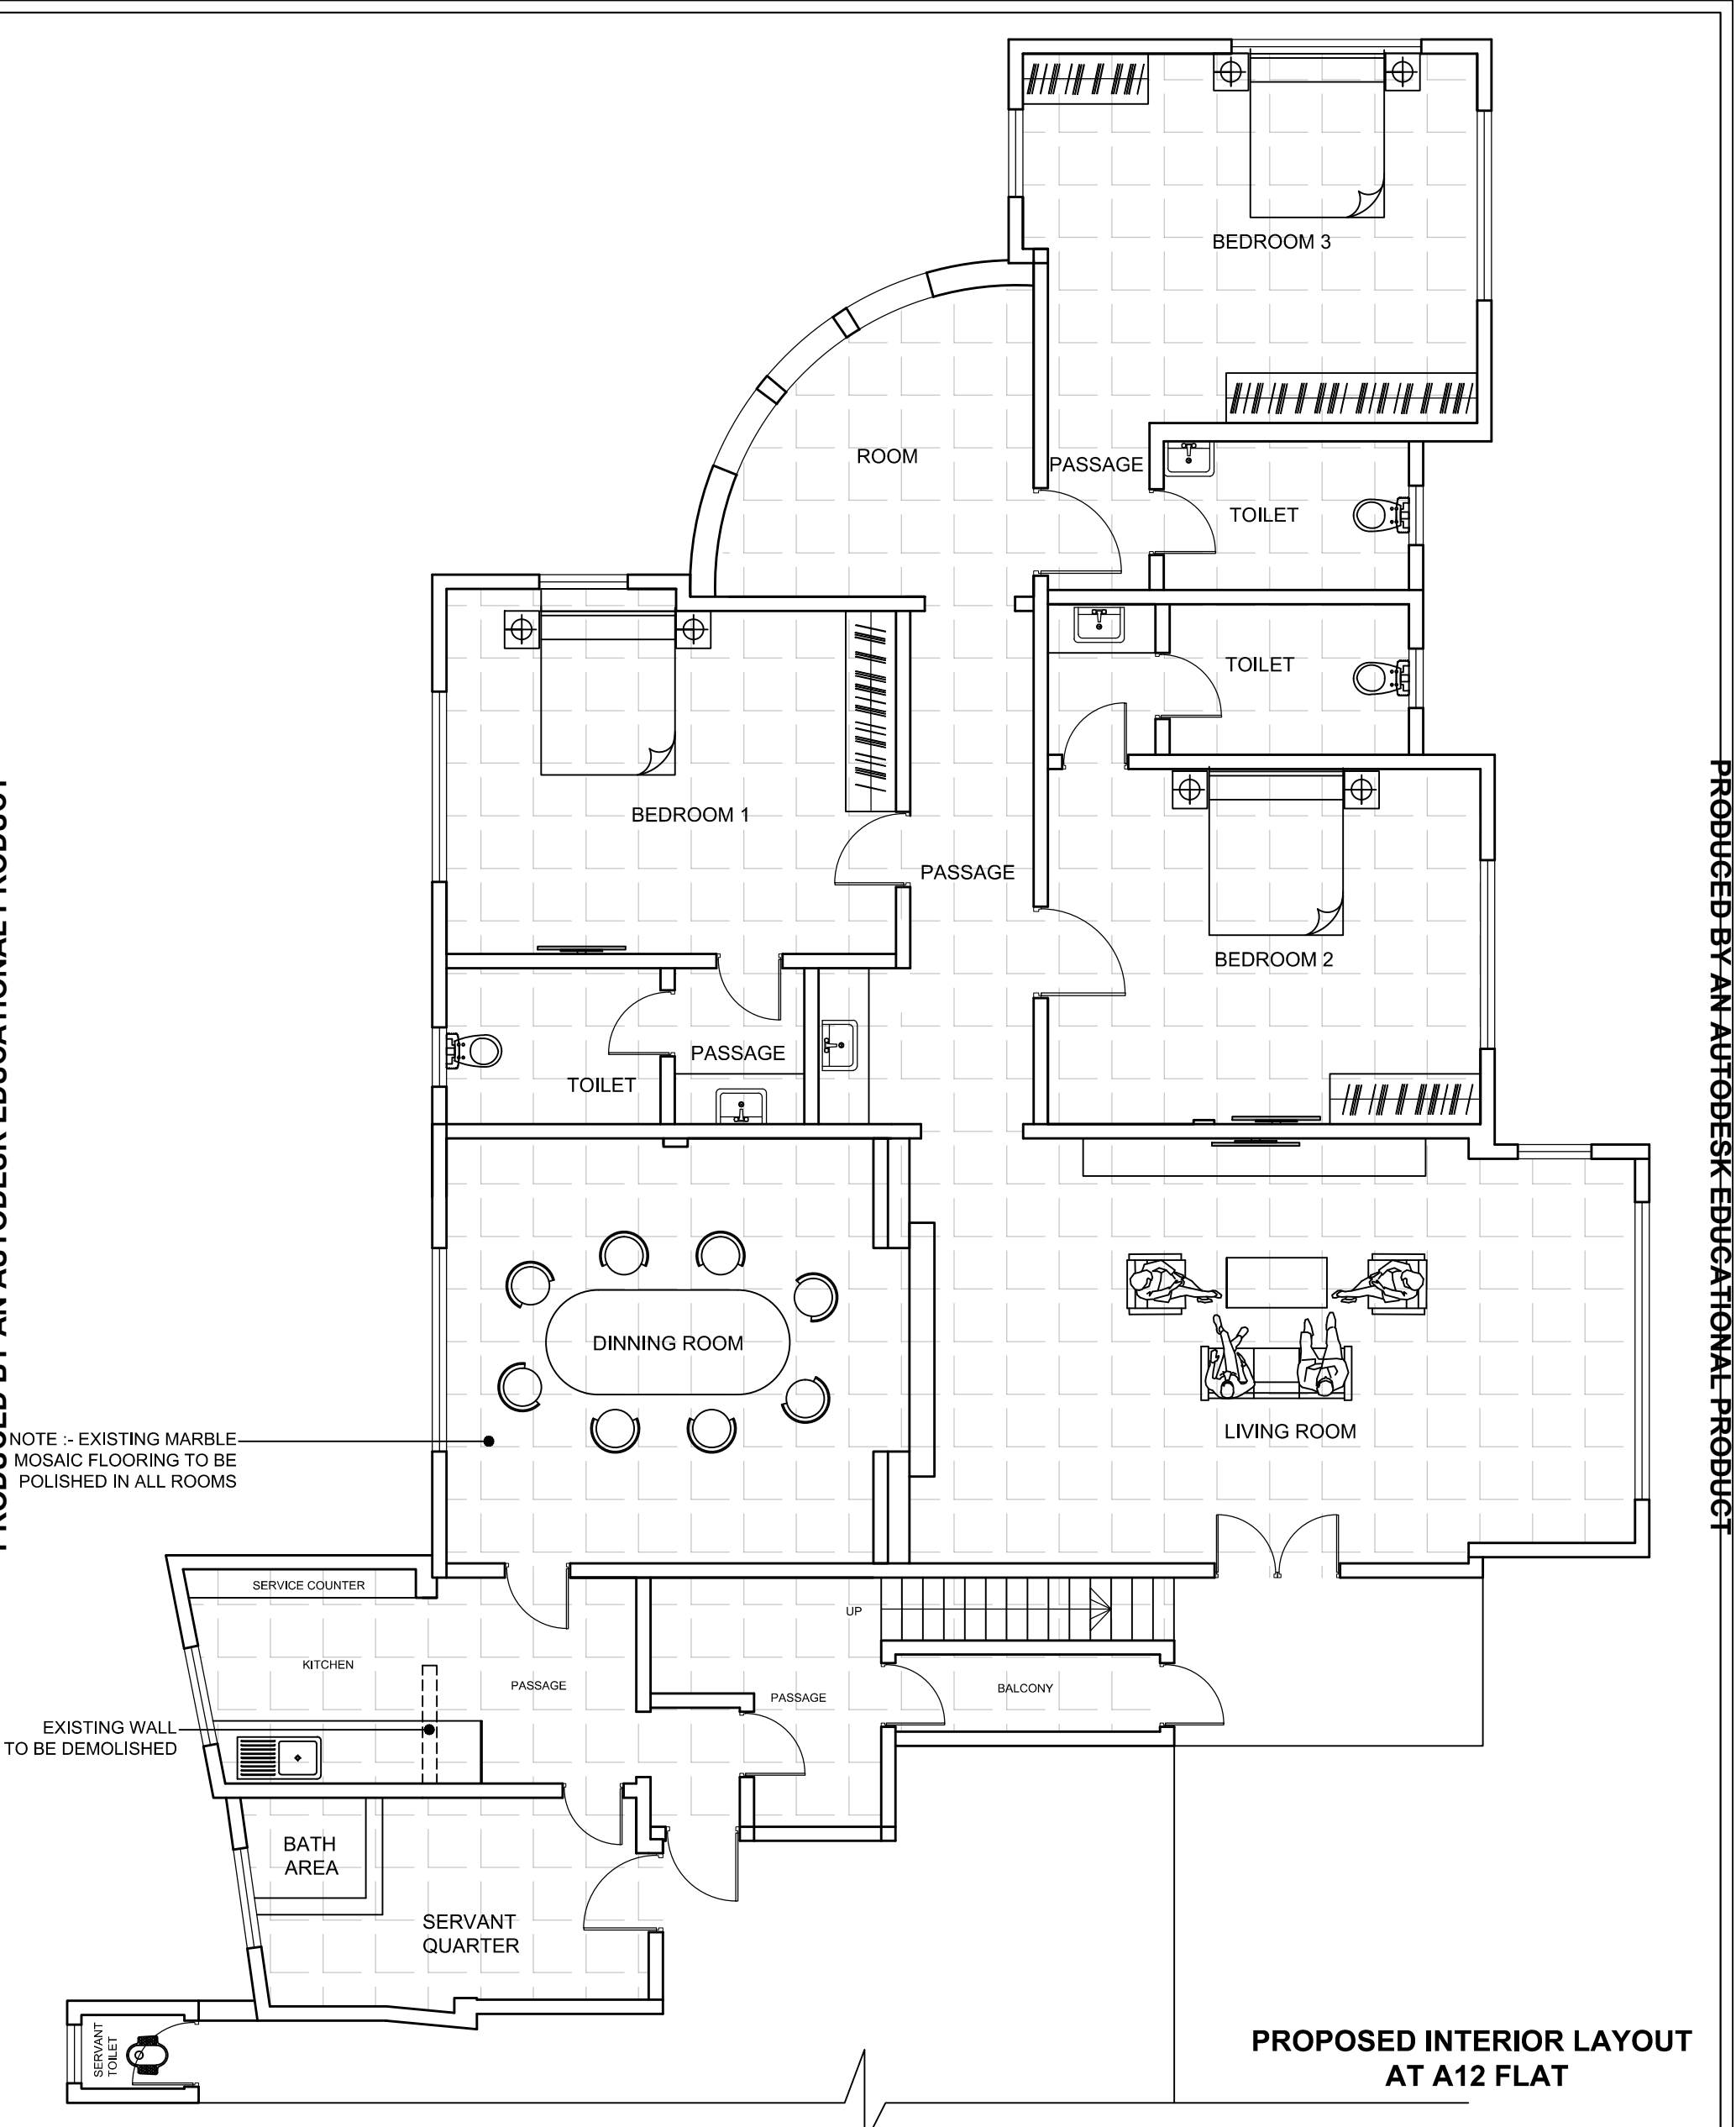 BEDROOM 3
ROOM
PASSAGE
TOILET
TOILET
BEDROOM 1
PASSAGE
BEDROOM 2
PASSAGE
TOILET
DINNING ROOM
LIVING ROOM
NOTE :- EXISTING MARBLE
MOSAIC FLOORING TO BE
POLISHED IN ALL ROOMS
SERVICE COUNTER
UP
KITCHEN
PASSAGE
BALCONY
PASSAGE
EXISTING WALL
TO BE DEMOLISHED
BATH
AREA
SERVANT
QUARTER
SERVANT
TOILET
PROPOSED INTERIOR LAYOUT
AT A12 FLAT
PRODUCED BY AN AUTODESK EDUCATIONAL PRODUCT
PRODUCED BY AN AUTODESK EDUCATIONAL PRODUCT